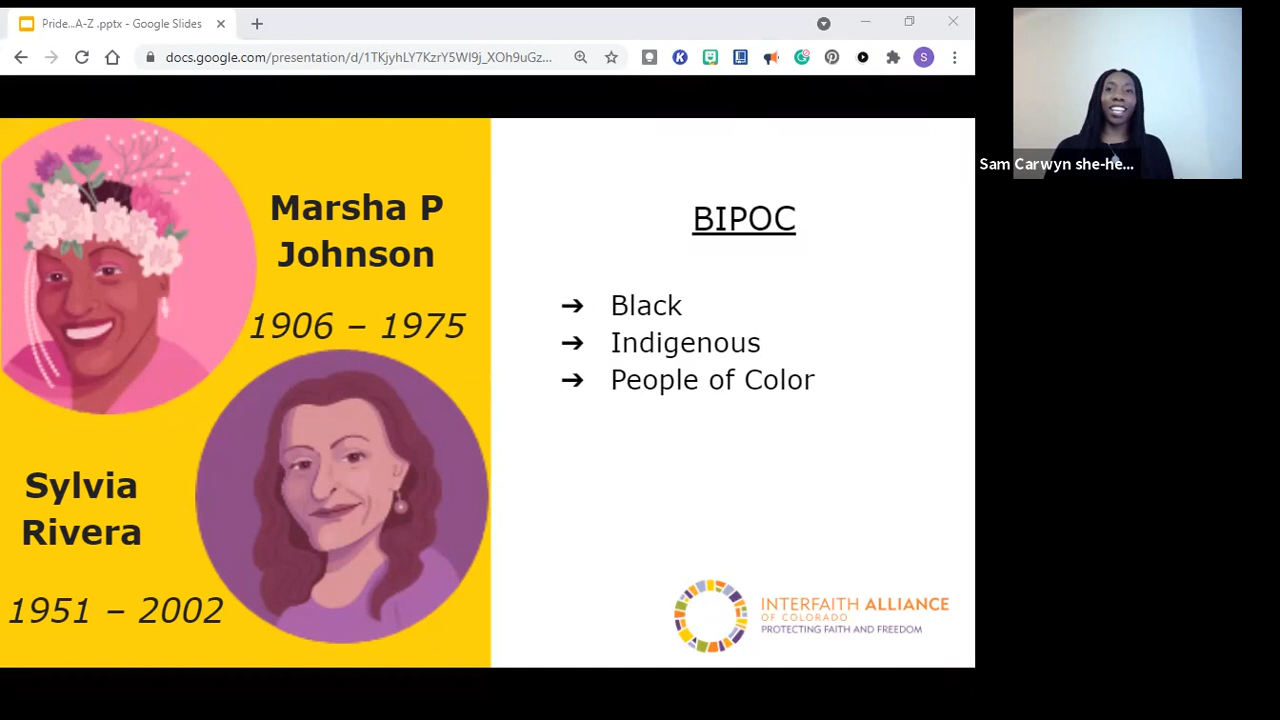 Pride...A-Z .pptx - Google Slides
docs.google.com/presentation/d/1TKjyhLY7KzrY5Wl9j_XOh9uGz...
S
Marsha P
Johnson
1906 – 1975
Sylvia
Rivera
1951 – 2002
BIPOC
➔ Black
➔ Indigenous
➔ People of Color
INTERFAITH ALLIANCE
OF COLORADO
PROTECTING FAITH AND FREEDOM
Sam Carwyn she-he...